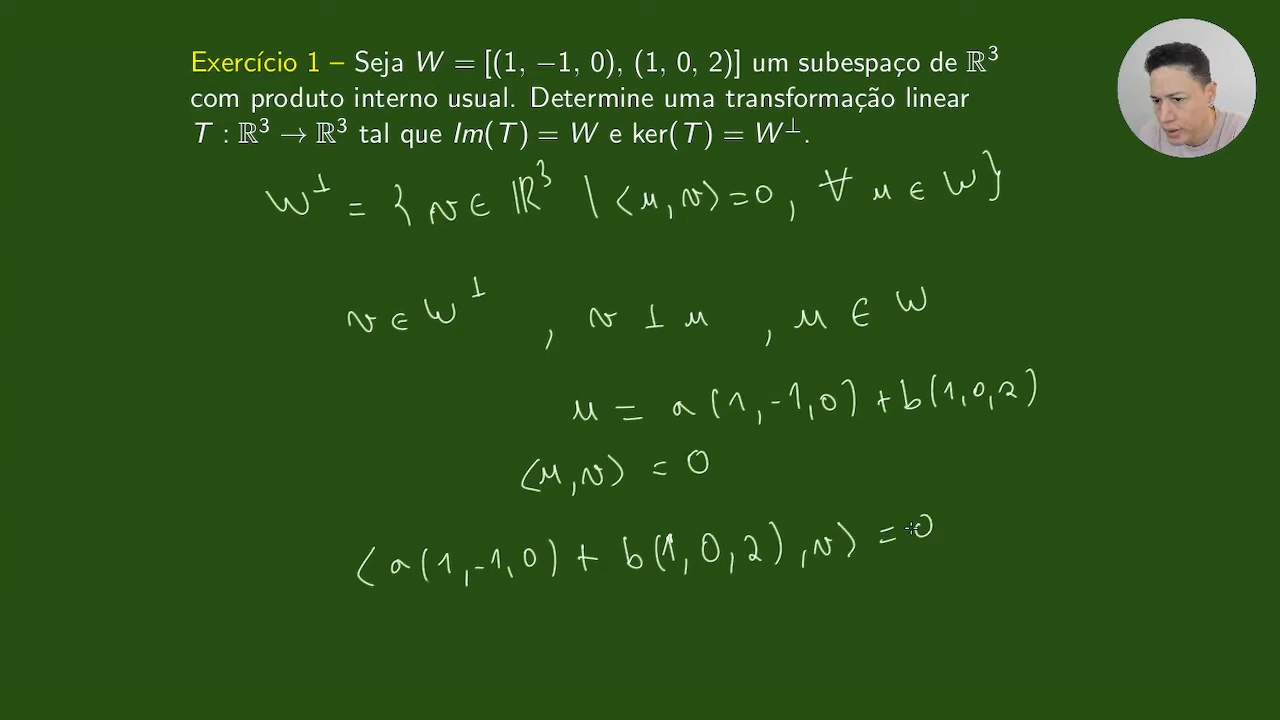 Exercício 1 – Seja W = [(1, −1, 0), (1, 0, 2)] um subespaço de ℝ³
com produto interno usual. Determine uma transformação linear
T : ℝ³ → ℝ³ tal que Im(T) = W e ker(T) = W⊥.
W⊥ = { v ∈ ℝ³ | ⟨u, v⟩ = 0, ∀ u ∈ W}
v ∈ W⊥ , v ⊥ u , u ∈ W
u = a(1, -1, 0) + b(1, 0, 2)
⟨u, v⟩ = 0
⟨a(1, -1, 0) + b(1, 0, 2), v⟩ = 0